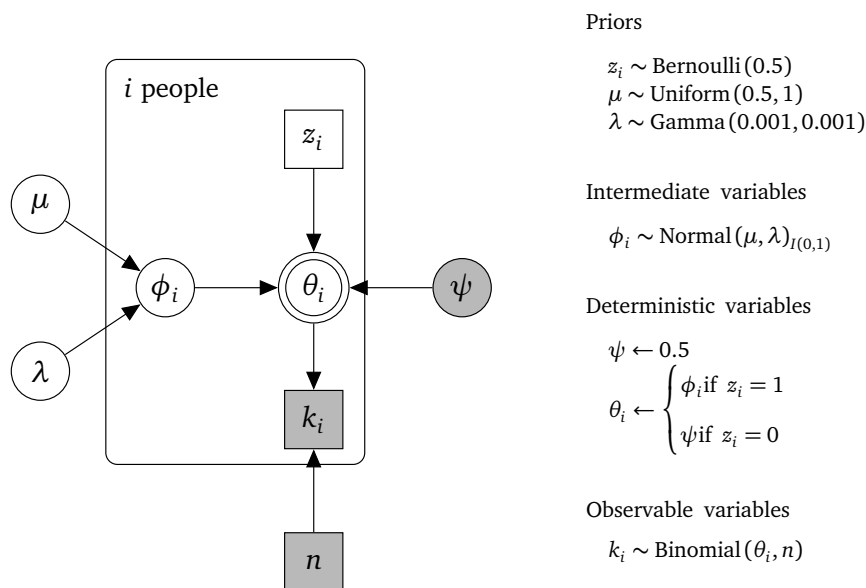 i people
z_i
μ
ϕ_i
θ_i
ψ
λ
k_i
n
Priors
z_i ∼ Bernoulli(0.5)
μ ∼ Uniform(0.5, 1)
λ ∼ Gamma(0.001, 0.001)
Intermediate variables
ϕ_i ∼ Normal(μ, λ)_{I(0,1)}
Deterministic variables
ψ ← 0.5
θ_i ← { ϕ_i if z_i = 1
ψ if z_i = 0
Observable variables
k_i ∼ Binomial(θ_i, n)